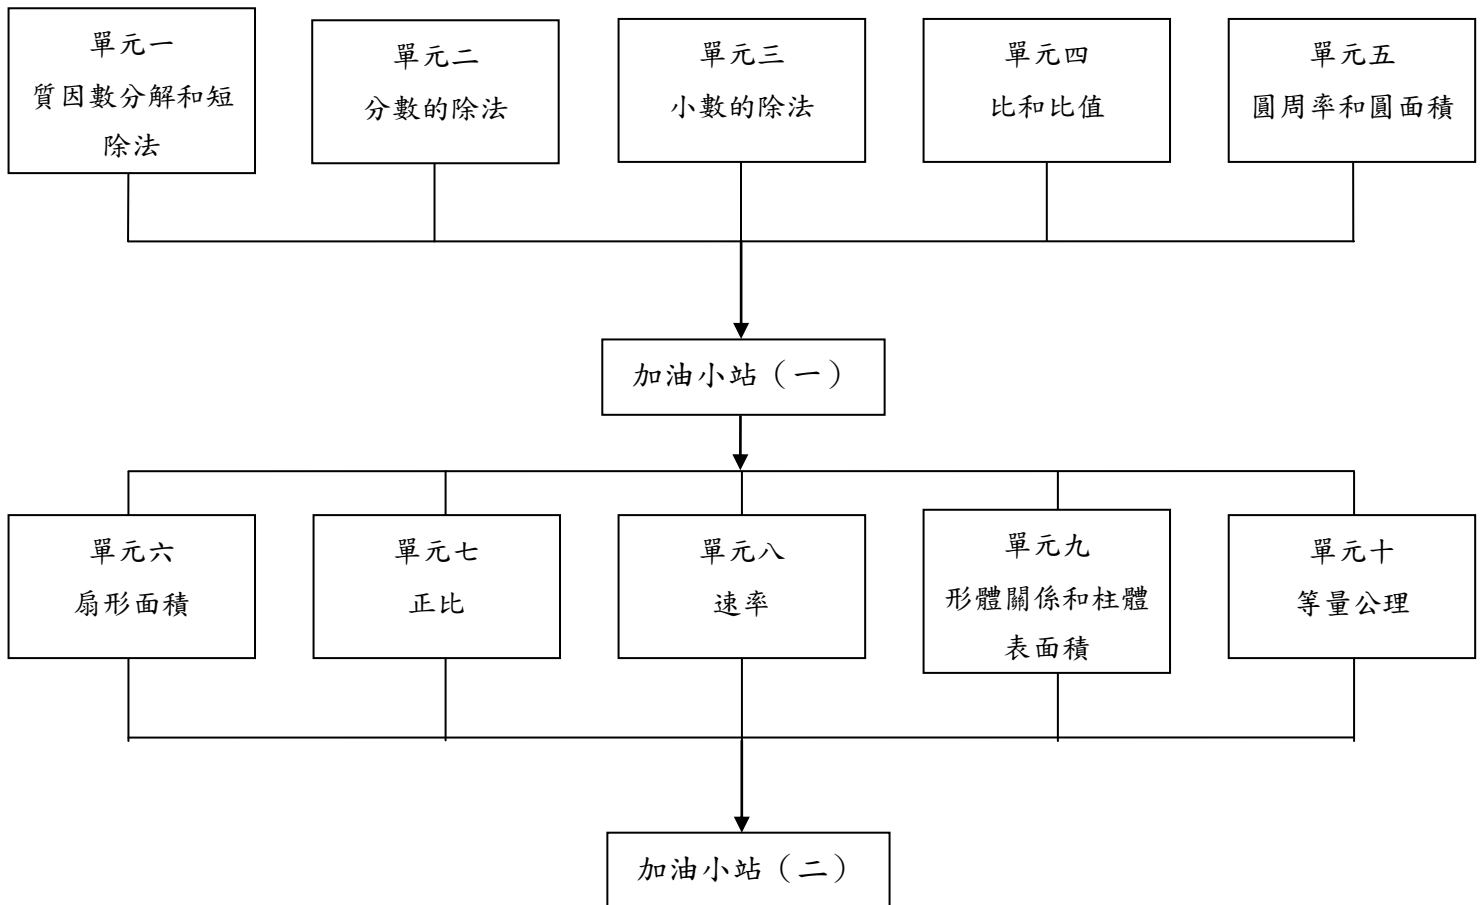 單元一
質因數分解和短
除法
單元二
分數的除法
單元三
小數的除法
單元四
比和比值
單元五
圓周率和圓面積
加油小站（一）
單元六
扇形面積
單元七
正比
單元八
速率
單元九
形體關係和柱體
表面積
單元十
等量公理
加油小站（二）